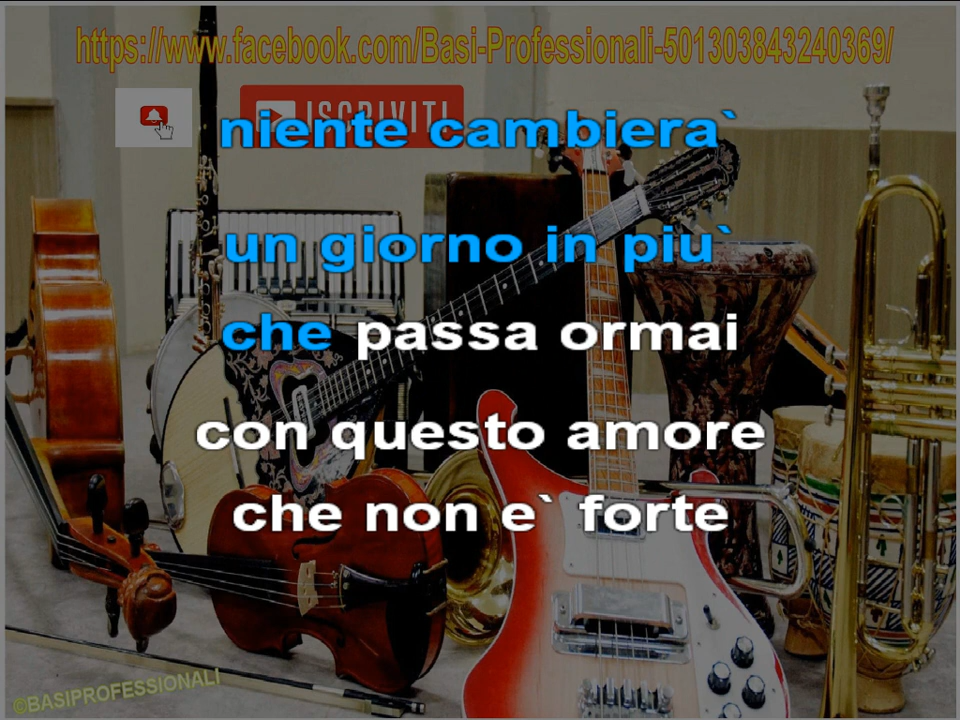 https://www.facebook.com/Basi-Professionali-501303843240369/
ISCRIVITI
niente cambiera`
un giorno in piu`
che passa ormai
con questo amore
che non e` forte
©BASIPROFESSIONALI